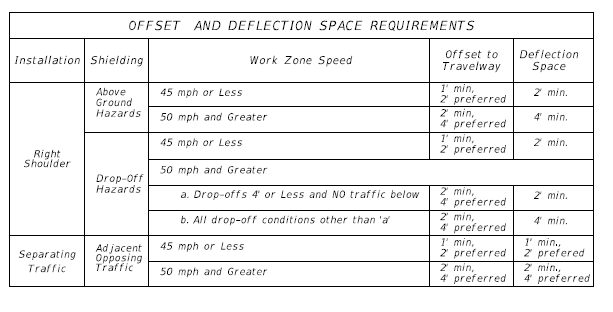 OFFSET AND DEFLECTION SPACE REQUIREMENTS
Installation
Shielding
Work Zone Speed
Offset to
Travelway
Deflection
Space
Right
Shoulder
Above
Ground
Hazards
45 mph or Less
1' min,
2' preferred
2' min.
50 mph and Greater
2' min,
4' preferred
4' min.
Drop-Off
Hazards
45 mph or Less
1' min,
2' preferred
2' min.
50 mph and Greater
a. Drop-offs 4' or Less and NO traffic below
2' min,
4' preferred
2' min.
b. All drop-off conditions other than 'a'
2' min,
4' preferred
4' min.
Separating
Traffic
Adjacent
Opposing
Traffic
45 mph or Less
1' min,
2' preferred
1' min.,
2' prefered
50 mph and Greater
2' min,
4' preferred
2' min.,
4' preferred